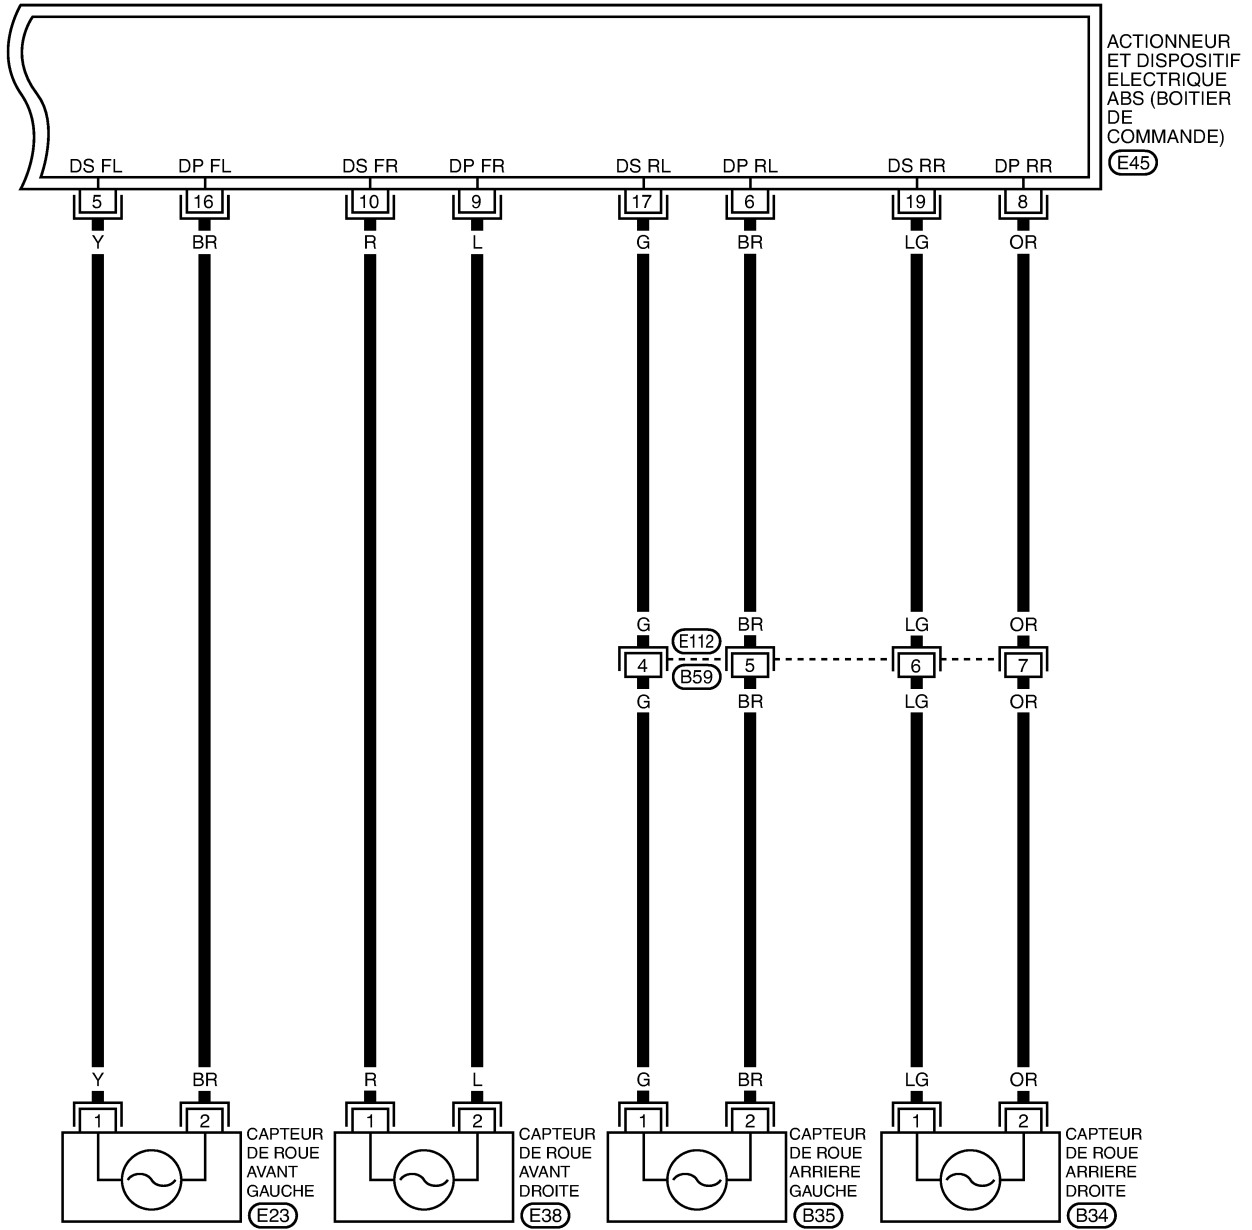 ACTIONNEUR
ET DISPOSITIF
ELECTRIQUE
ABS (BOITIER
DE
COMMANDE)
E45
DS FL DP FL DS FR DP FR DS RL DP RL DS RR DP RR
5 16 10 9 17 6 19 8
Y BR R L G BR LG OR
G BR LG OR
E112
4 5 6 7
B59
G BR LG OR
Y BR R L G BR LG OR
1 2 1 2 1 2 1 2
CAPTEUR
DE ROUE
AVANT
GAUCHE
E23
CAPTEUR
DE ROUE
AVANT
DROITE
E38
CAPTEUR
DE ROUE
ARRIERE
GAUCHE
B35
CAPTEUR
DE ROUE
ARRIERE
DROITE
B34